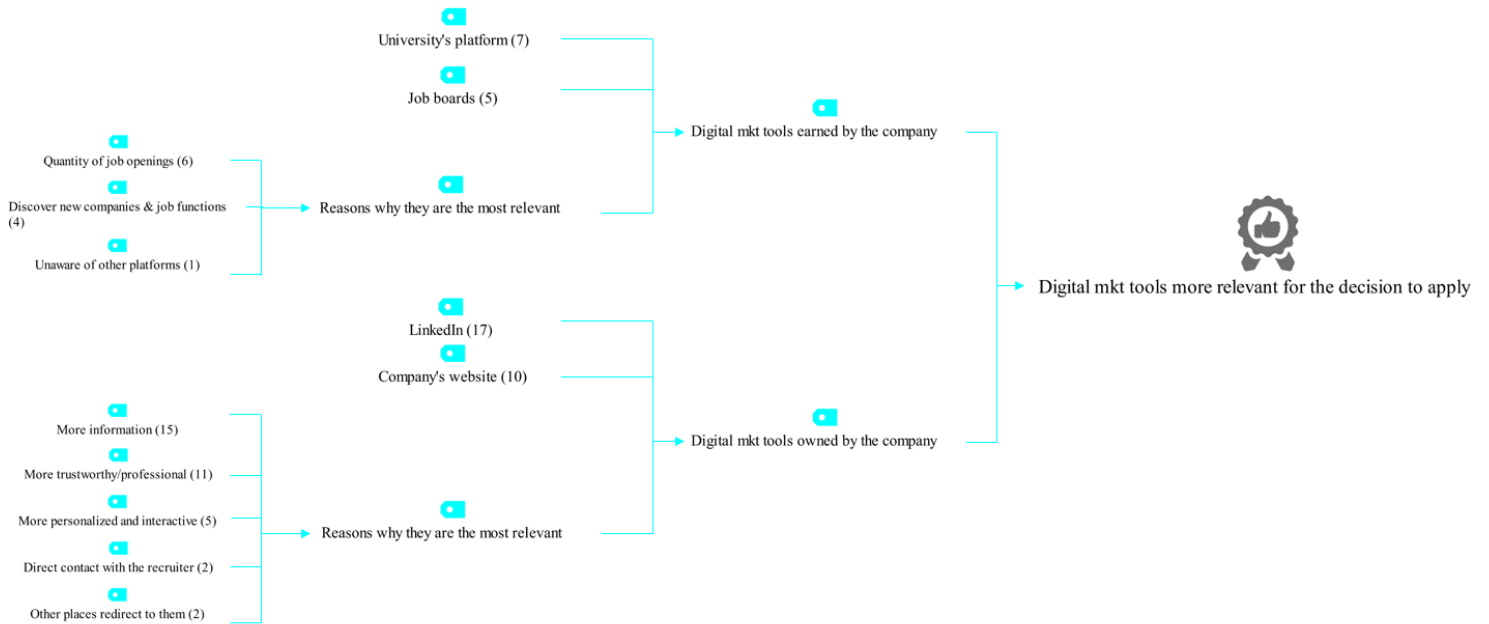 University's platform (7)
Job boards (5)
Digital mkt tools earned by the company
Quantity of job openings (6)
Discover new companies & job functions
(4)
Reasons why they are the most relevant
Unaware of other platforms (1)
Digital mkt tools more relevant for the decision to apply
LinkedIn (17)
Company's website (10)
More information (15)
Digital mkt tools owned by the company
More trustworthy/professional (11)
More personalized and interactive (5)
Reasons why they are the most relevant
Direct contact with the recruiter (2)
Other places redirect to them (2)